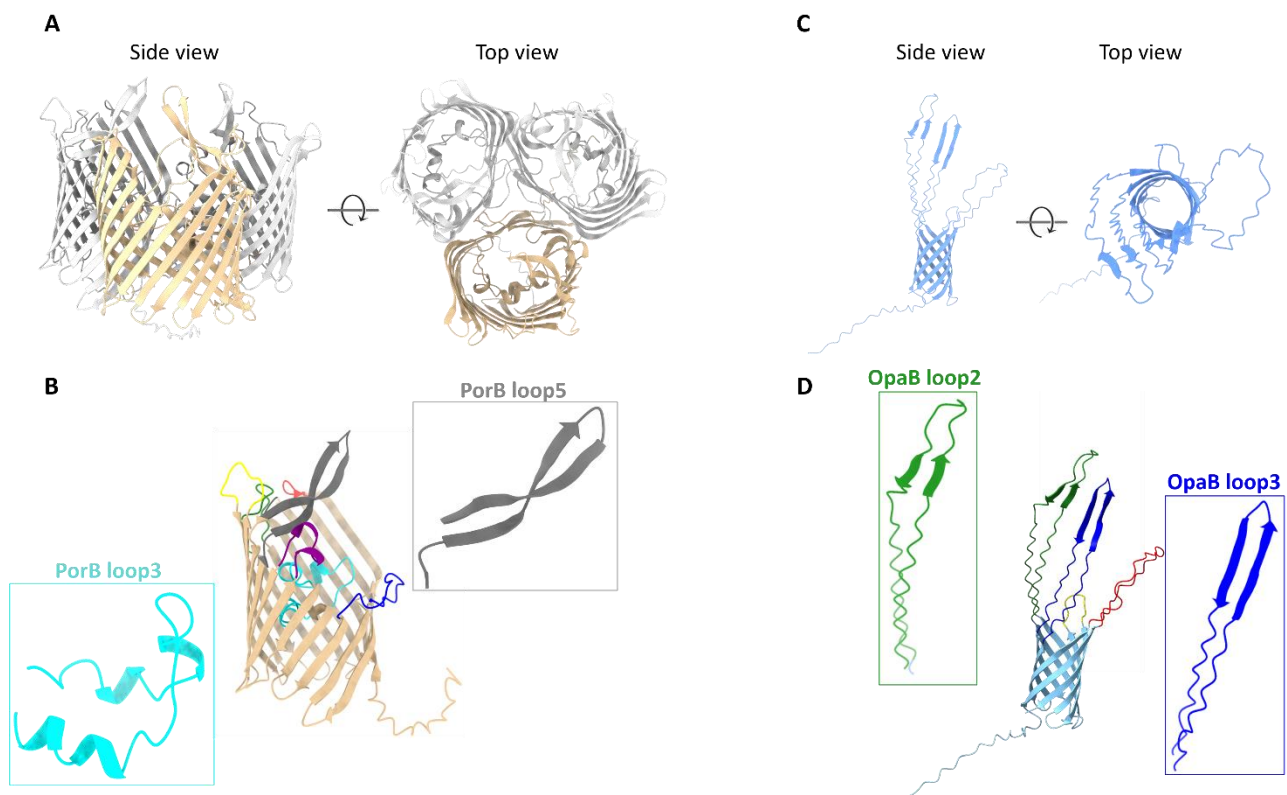 A
Side view
Top view
B
PorB loop5
PorB loop3
C
Side view
Top view
D
OpaB loop2
OpaB loop3